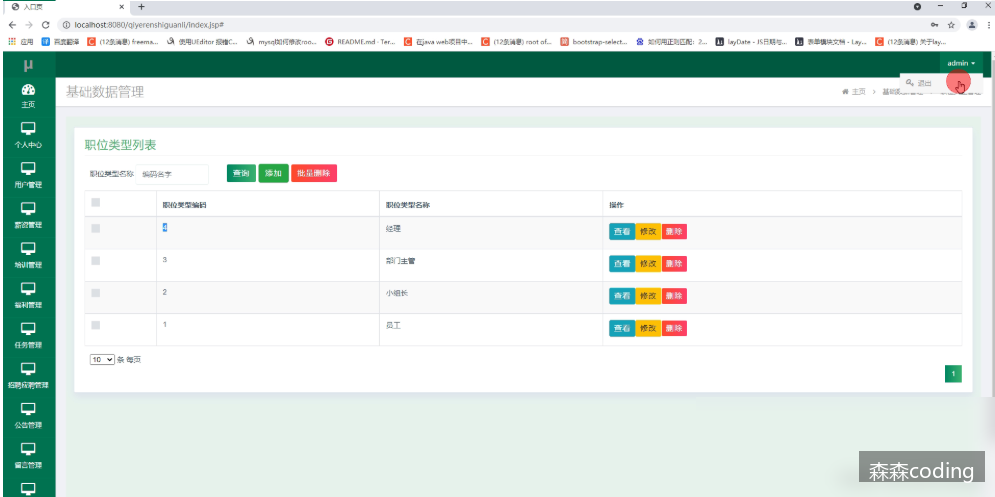 入口页
localhost:8080/qiyerenshiguanli/index.jsp#
应用 百度翻译 (12条消息) freema... 使用UEditor 报错C... mysql如何修改roo... README.md · Ter... 在java web项目中... (12条消息) root of... bootstrap-select... 如何用正则匹配：2... layDate - JS日期与... 表单模块文档 - Lay... (12条消息) 关于lay...
μ
admin
退出
主页
个人中心
用户管理
薪资管理
培训管理
福利管理
任务管理
招聘应聘管理
公告管理
留言管理
基础数据管理
主页
职位类型列表
职位类型名称 编码名字 查询 添加 批量删除
职位类型编码 职位类型名称 操作
4 经理 查看 修改 删除
3 部门主管 查看 修改 删除
2 小组长 查看 修改 删除
1 员工 查看 修改 删除
10 条 每页
1
森森coding